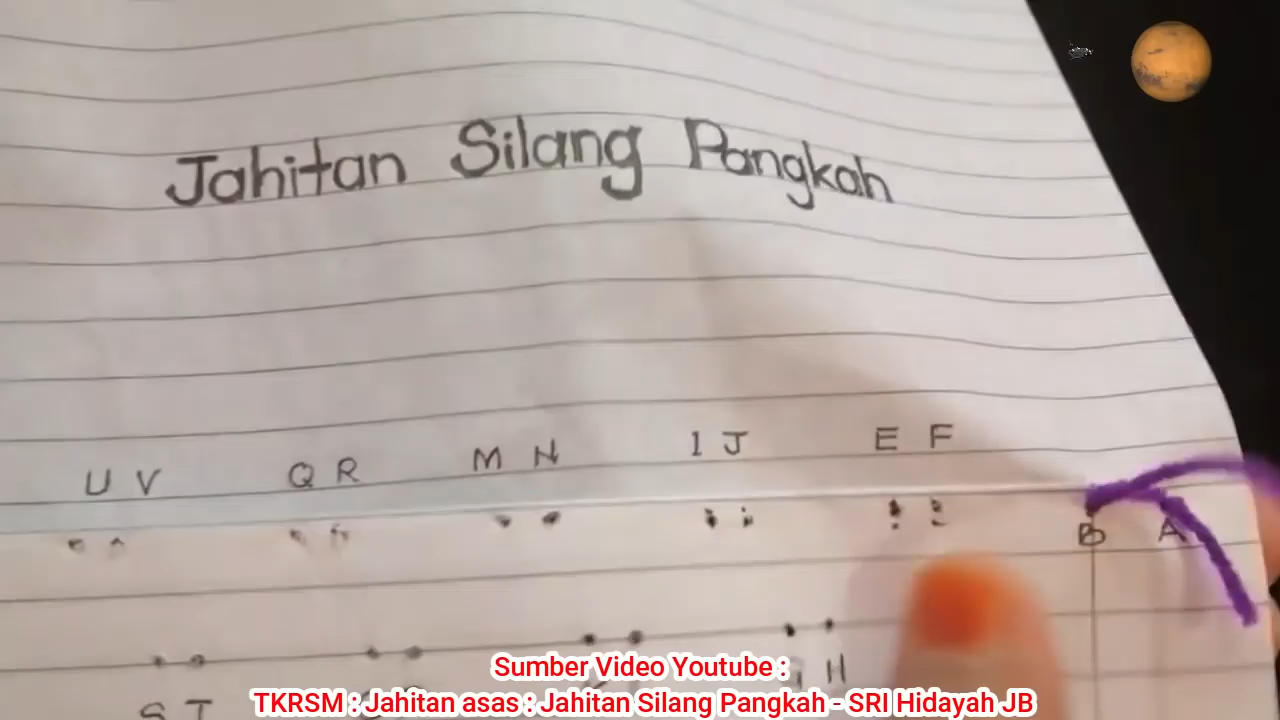 Jahitan Silang Pangkah
U V Q R M N I J E F
B A
H
S T
Sumber Video Youtube :
TKRSM : Jahitan asas : Jahitan Silang Pangkah - SRI Hidayah JB